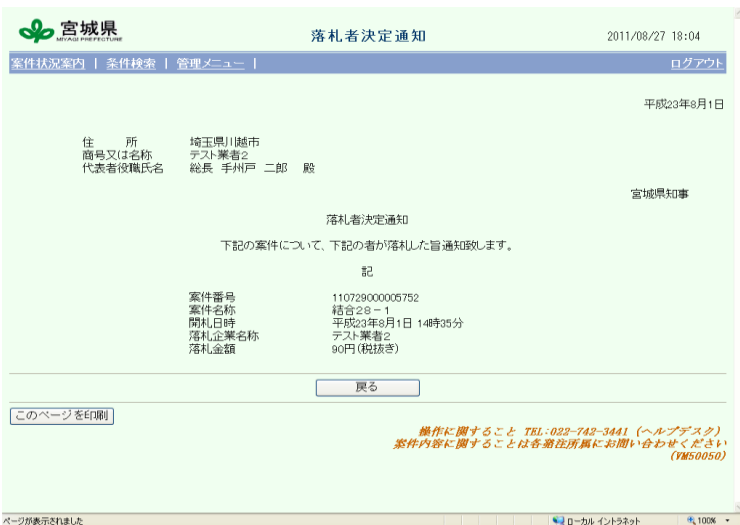 宮城県
MIYAGI PREFECTURE
落札者決定通知
2011/08/27 18:04
案件状況案内 | 条件検索 | 管理メニュー |
ログアウト
平成23年8月1日
住　所 埼玉県川越市
商号又は名称 テスト業者2
代表者役職氏名 総長 手州戸 二郎 殿
宮城県知事
落札者決定通知
下記の案件について、下記の者が落札した旨通知致します。
記
案件番号 110729000005752
案件名称 結合28-1
開札日時 平成23年8月1日 14時35分
落札企業名称 テスト業者2
落札金額 90円(税抜き)
戻る
このページを印刷
操作に関すること TEL:022-742-3441 (ヘルプデスク)
案件内容に関することは各発注所属にお問い合わせください
(VM50050)
ページが表示されました
ローカル イントラネット
100%